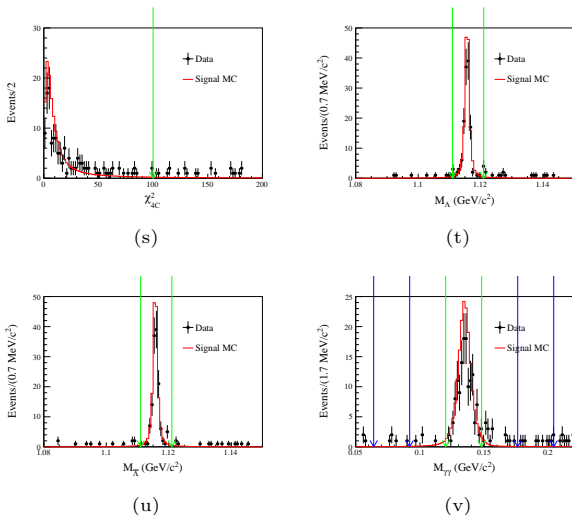 Events/2
30
25
20
15
10
5
0
Data
Signal MC
0 50 100 150 200
χ²4C
(s)
Events/(0.7 MeV/c²)
50
40
30
20
10
0
Data
Signal MC
1.08 1.1 1.12 1.14
MΛ (GeV/c²)
(t)
Events/(0.7 MeV/c²)
50
40
30
20
10
0
Data
Signal MC
1.08 1.1 1.12 1.14
MΛ̄ (GeV/c²)
(u)
Events/(1.7 MeV/c²)
25
20
15
10
5
0
Data
Signal MC
0.05 0.1 0.15 0.2
Mγγ (GeV/c²)
(v)